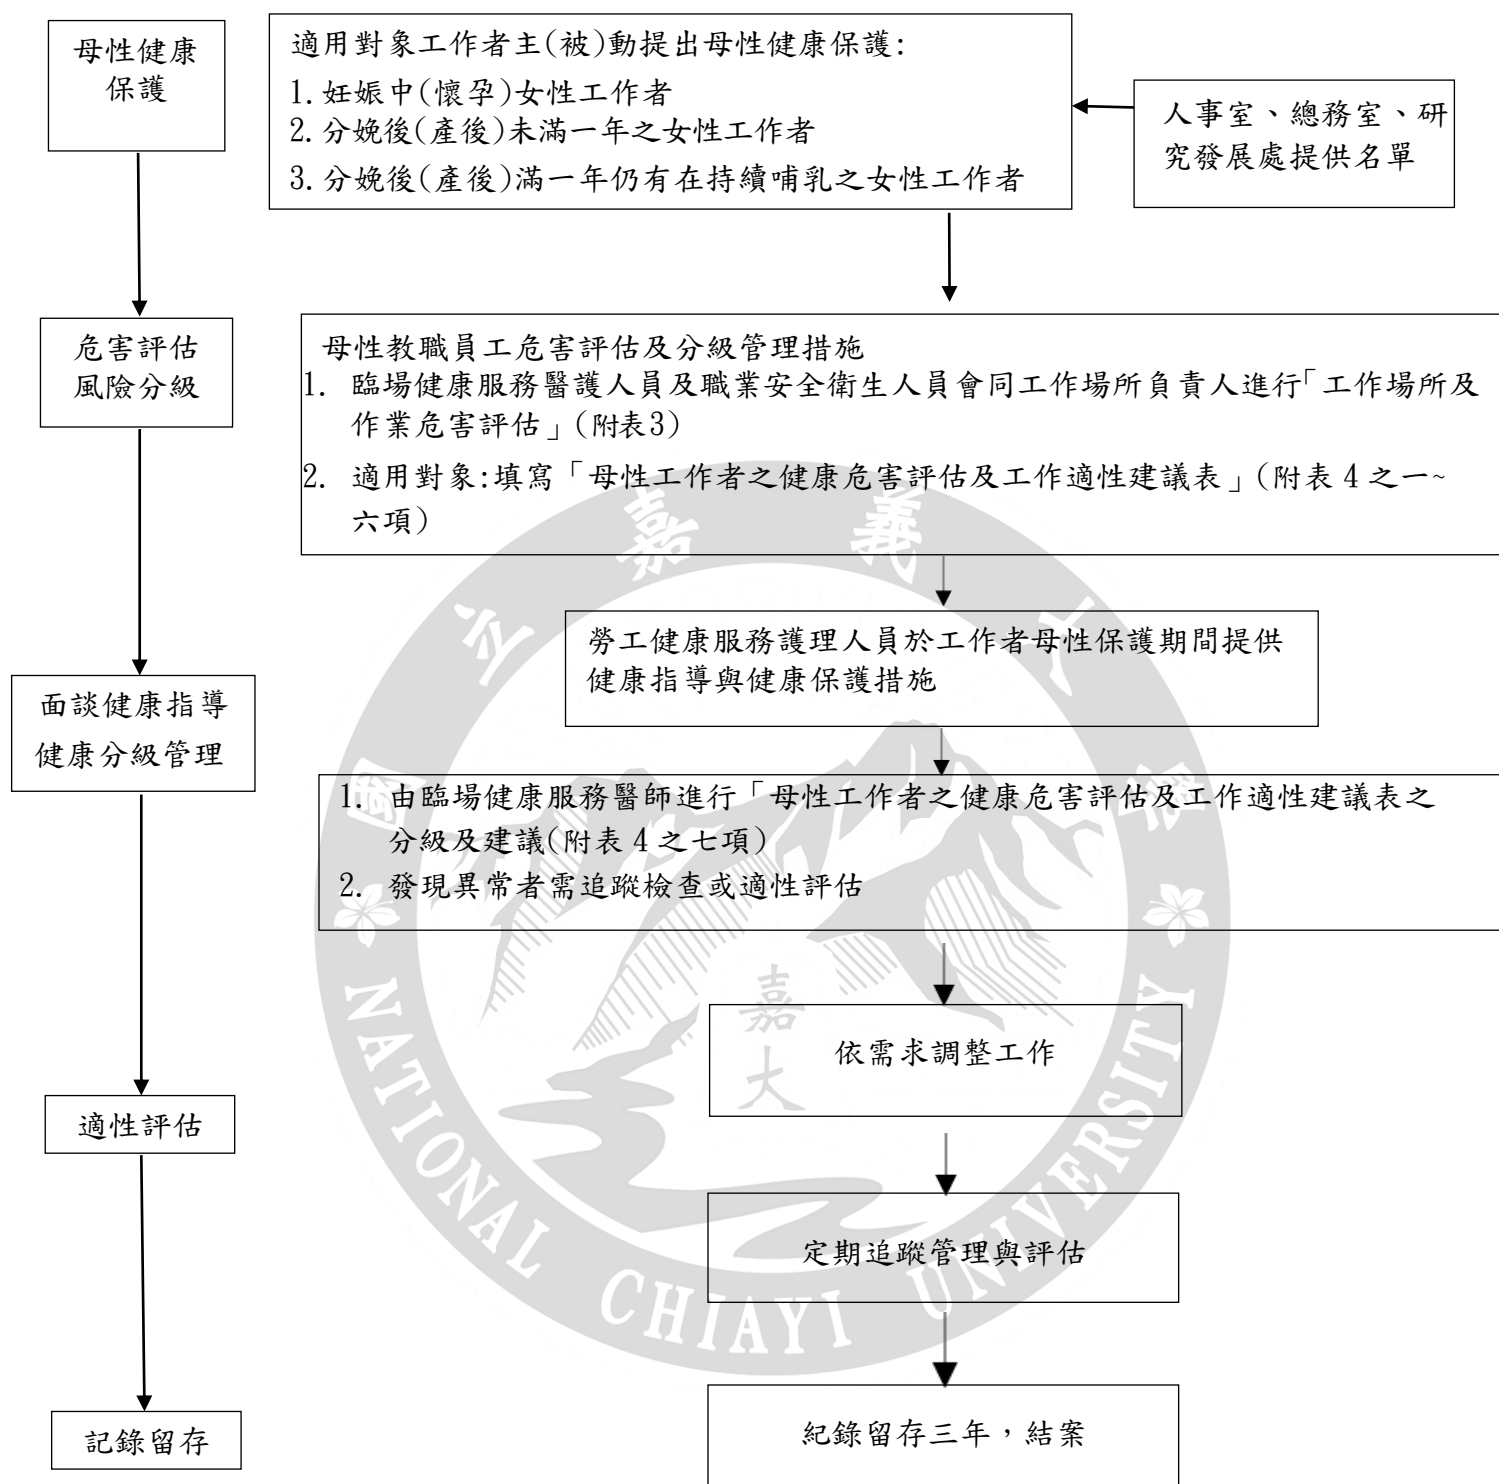 母性健康
保護
適用對象工作者主(被)動提出母性健康保護:
1.妊娠中(懷孕)女性工作者
2.分娩後(產後)未滿一年之女性工作者
3.分娩後(產後)滿一年仍有在持續哺乳之女性工作者
人事室、總務室、研
究發展處提供名單
危害評估
風險分級
母性教職員工危害評估及分級管理措施
1. 臨場健康服務醫護人員及職業安全衛生人員會同工作場所負責人進行「工作場所及
作業危害評估」(附表3)
2. 適用對象:填寫「母性工作者之健康危害評估及工作適性建議表」(附表 4 之一~
六項)
勞工健康服務護理人員於工作者母性保護期間提供
健康指導與健康保護措施
面談健康指導
健康分級管理
1. 由臨場健康服務醫師進行「母性工作者之健康危害評估及工作適性建議表之
分級及建議(附表 4 之七項)
2. 發現異常者需追蹤檢查或適性評估
依需求調整工作
適性評估
定期追蹤管理與評估
記錄留存
紀錄留存三年，結案
國立嘉義大學
嘉大
NATIONAL CHIAYI UNIVERSITY